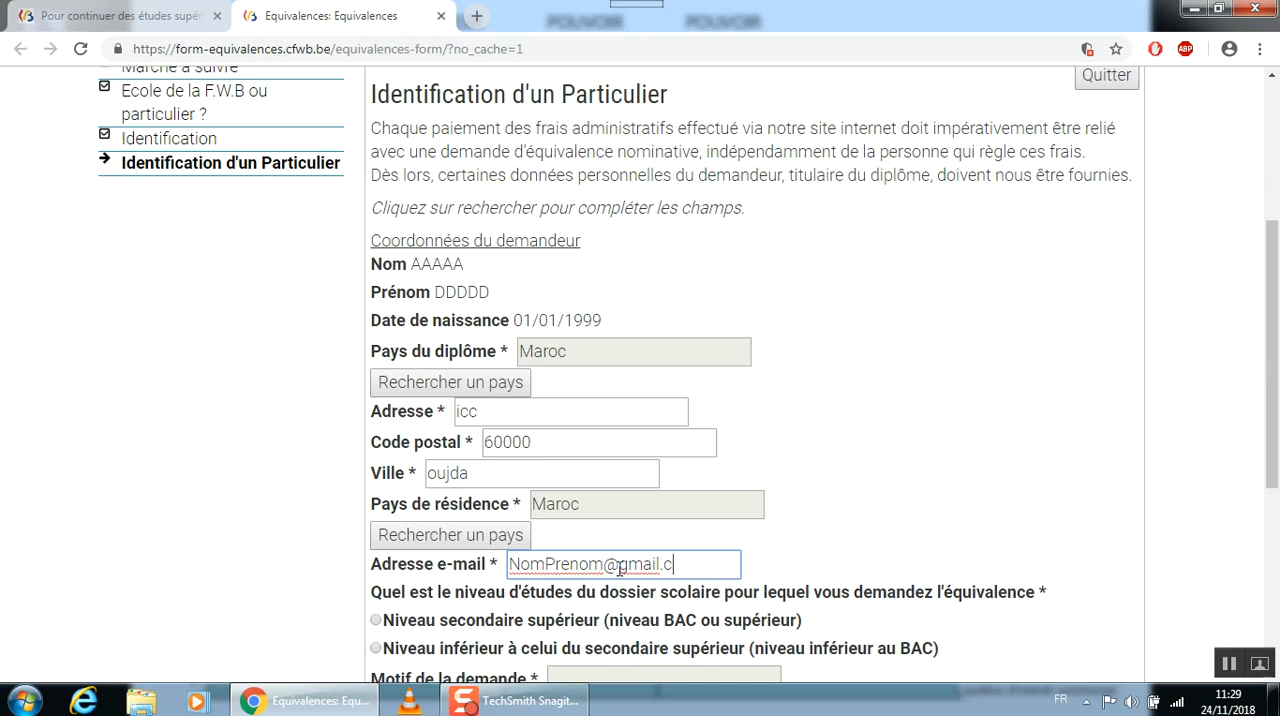 POUVOIR
POUVOIR
Pour continuer des études supér
Equivalences: Equivalences
https://form-equivalences.cfwb.be/equivalences-form/?no_cache=1
ABP
Marche à suivre
Ecole de la F.W.B ou
particulier ?
Identification
Identification d'un Particulier
Quitter
Identification d'un Particulier
Chaque paiement des frais administratifs effectué via notre site internet doit impérativement être relié
avec une demande d'équivalence nominative, indépendamment de la personne qui règle ces frais.
Dès lors, certaines données personnelles du demandeur, titulaire du diplôme, doivent nous être fournies.
Cliquez sur rechercher pour compléter les champs.
Coordonnées du demandeur
Nom AAAAA
Prénom DDDDD
Date de naissance 01/01/1999
Pays du diplôme * Maroc
Rechercher un pays
Adresse * icc
Code postal * 60000
Ville * oujda
Pays de résidence * Maroc
Rechercher un pays
Adresse e-mail * NomPrenom@gmail.c
Quel est le niveau d'études du dossier scolaire pour lequel vous demandez l'équivalence *
Niveau secondaire supérieur (niveau BAC ou supérieur)
Niveau inférieur à celui du secondaire supérieur (niveau inférieur au BAC)
Motif de la demande *
Equivalences: Equ...
TechSmith Snagit...
FR
11:29
24/11/2018